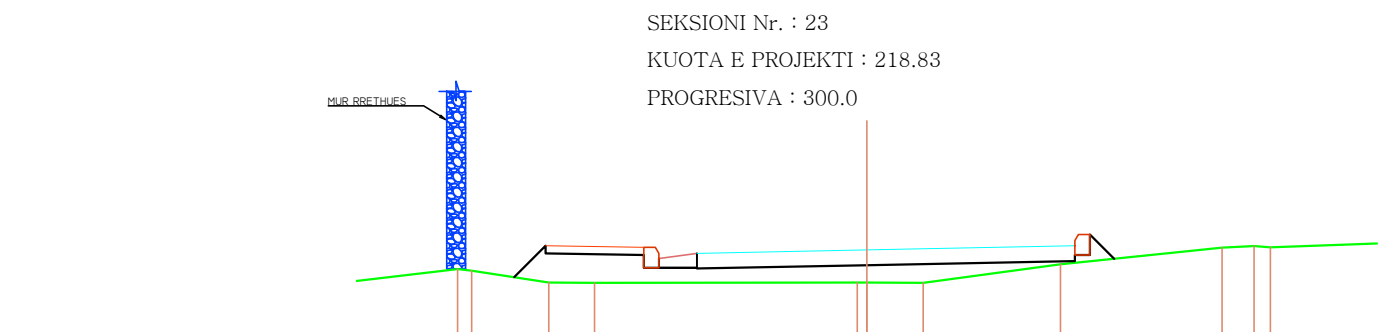 SEKSIONI Nr. : 23
KUOTA E PROJEKTI : 218.83
PROGRESIVA : 300.0
MUR RRETHUES